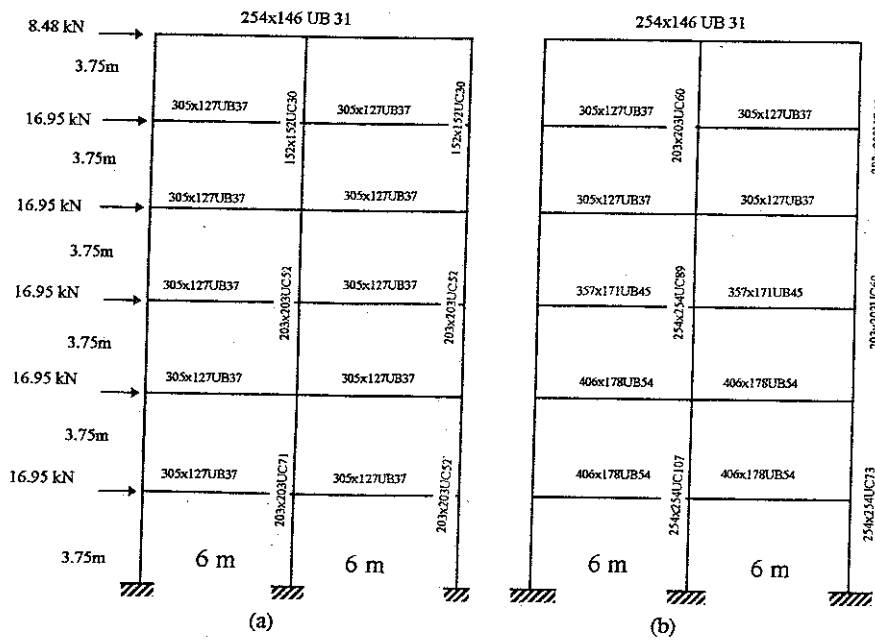 254x146 UB 31
8.48 kN
3.75m
305x127UB37
305x127UB37
152x152UC30
152x152UC30
16.95 kN
3.75m
305x127UB37
305x127UB37
16.95 kN
3.75m
305x127UB37
305x127UB37
203x203UC52
203x203UC52
16.95 kN
3.75m
305x127UB37
305x127UB37
16.95 kN
3.75m
305x127UB37
305x127UB37
203x203UC71
203x203UC52
16.95 kN
3.75m
6 m
6 m
(a)
254x146 UB 31
305x127UB37
305x127UB37
203x203UC60
305x127UB37
305x127UB37
357x171UB45
357x171UB45
254x254UC89
406x178UB54
406x178UB54
406x178UB54
406x178UB54
254x254UC107
254x254UC73
6 m
6 m
(b)